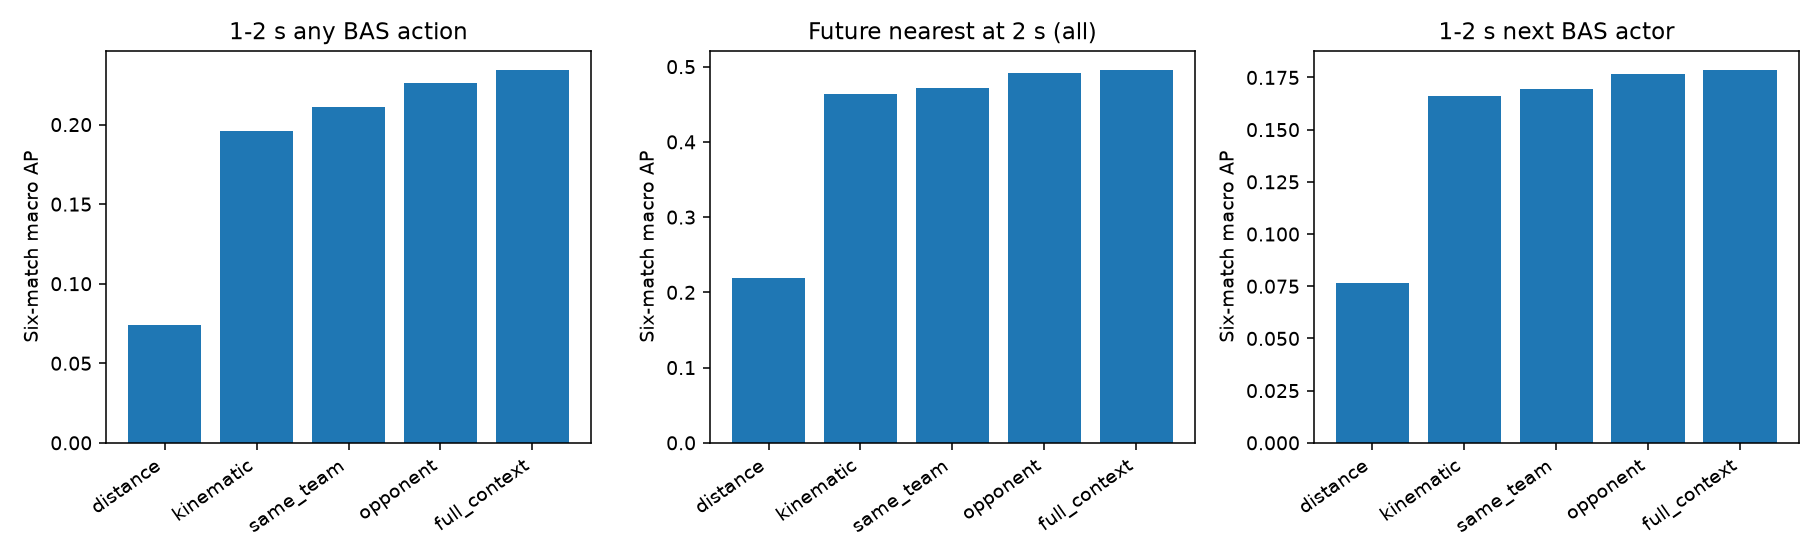 1-2 s any BAS action
Six-match macro AP
0.20
0.15
0.10
0.05
0.00
distance
kinematic
same_team
opponent
full_context
Future nearest at 2 s (all)
Six-match macro AP
0.5
0.4
0.3
0.2
0.1
0.0
distance
kinematic
same_team
opponent
full_context
1-2 s next BAS actor
Six-match macro AP
0.175
0.150
0.125
0.100
0.075
0.050
0.025
0.000
distance
kinematic
same_team
opponent
full_context